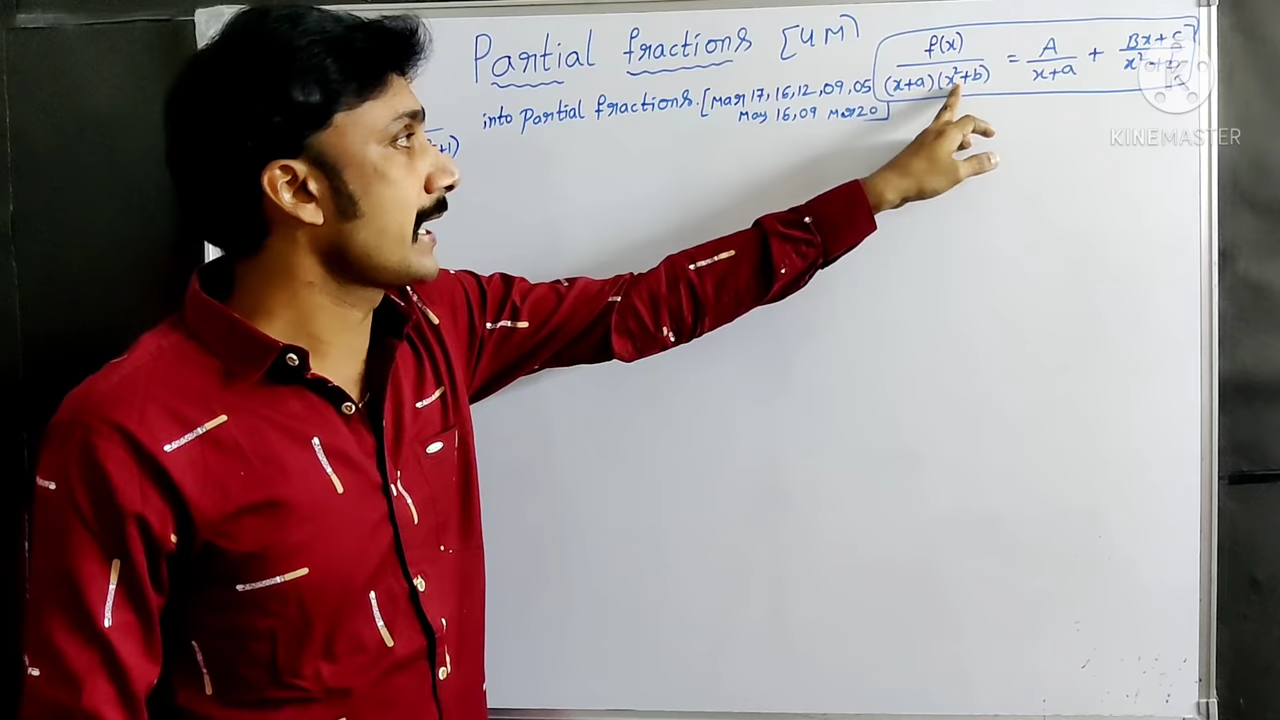 Partial fractions [4M]
into Partial fractions. [Mar 17, 16, 12, 09, 05
May 16, 09 Mar 20]
f(x)/((x+a)(x²+b)) = A/(x+a) + (Bx+C)/(x²+b)
+1)
KINEMASTER